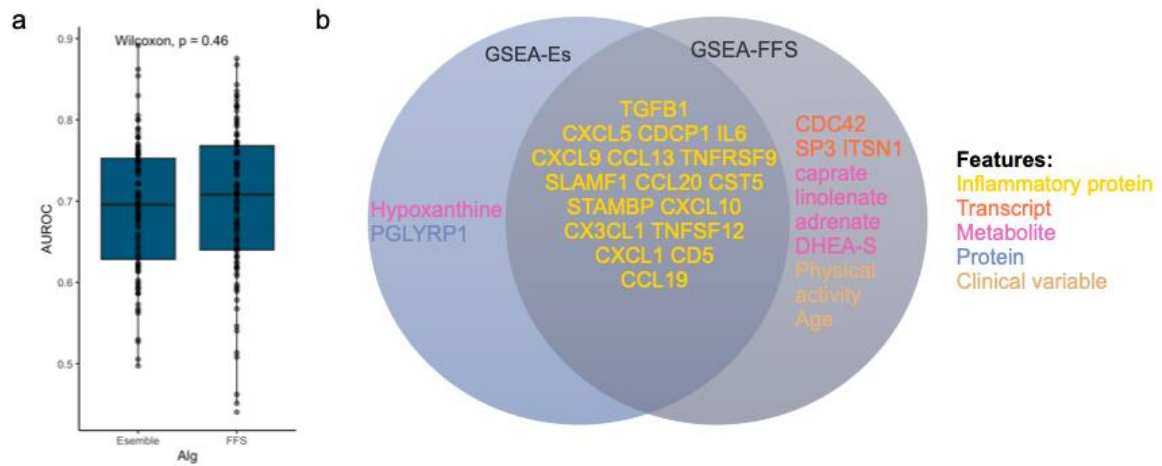 a
Wilcoxon, p = 0.46
0.9
0.8
0.7
0.6
0.5
AUROC
Esemble
FFS
Alg
b
GSEA-Es
GSEA-FFS
TGFB1
CXCL5 CDCP1 IL6
CXCL9 CCL13 TNFRSF9
SLAMF1 CCL20 CST5
STAMBP CXCL10
CX3CL1 TNFSF12
CXCL1 CD5
CCL19
Hypoxanthine
PGLYRP1
CDC42
SP3 ITSN1
caprate
linolenate
adrenate
DHEA-S
Physical
activity
Age
Features:
Inflammatory protein
Transcript
Metabolite
Protein
Clinical variable